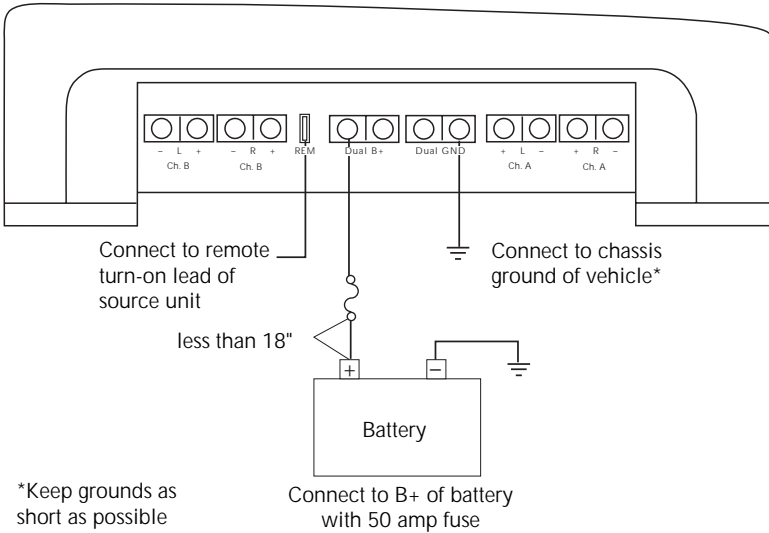 − L + − R + REM Dual B+ Dual GND + L − + R −
Ch. B Ch. B Ch. A Ch. A
Connect to remote
turn-on lead of
source unit
Connect to chassis
ground of vehicle*
less than 18"
+ −
Battery
*Keep grounds as
short as possible
Connect to B+ of battery
with 50 amp fuse